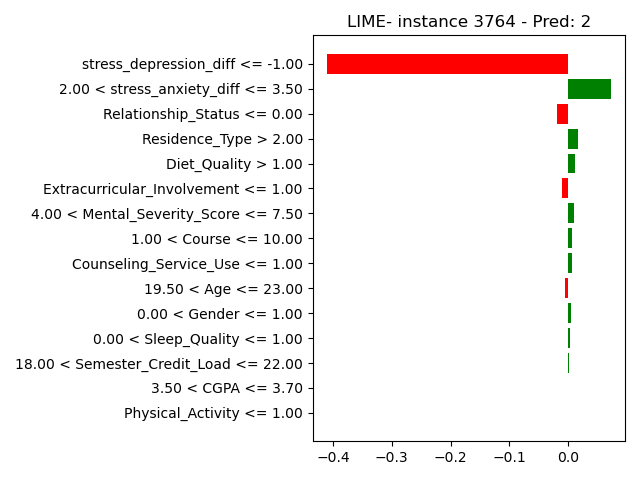 LIME- instance 3764 - Pred: 2
stress_depression_diff <= -1.00
2.00 < stress_anxiety_diff <= 3.50
Relationship_Status <= 0.00
Residence_Type > 2.00
Diet_Quality > 1.00
Extracurricular_Involvement <= 1.00
4.00 < Mental_Severity_Score <= 7.50
1.00 < Course <= 10.00
Counseling_Service_Use <= 1.00
19.50 < Age <= 23.00
0.00 < Gender <= 1.00
0.00 < Sleep_Quality <= 1.00
18.00 < Semester_Credit_Load <= 22.00
3.50 < CGPA <= 3.70
Physical_Activity <= 1.00
−0.4 −0.3 −0.2 −0.1 0.0